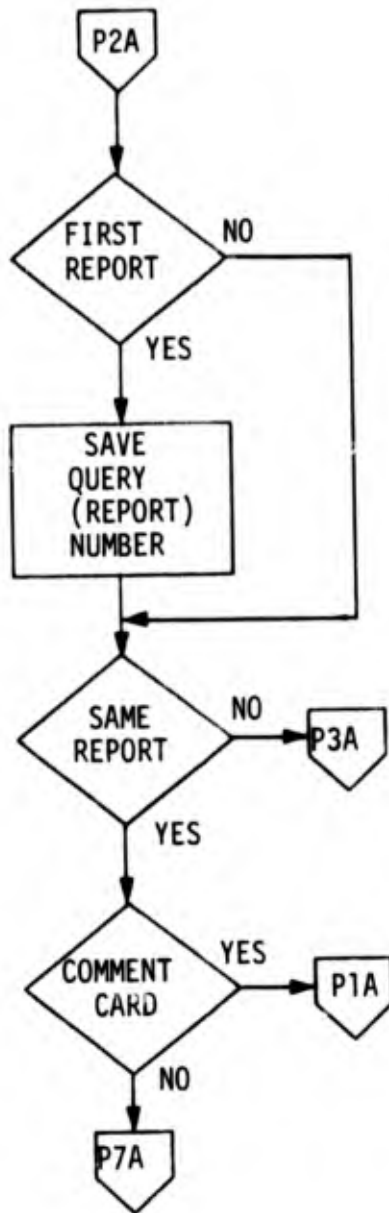 P2A
FIRST
REPORT
NO
YES
SAVE
QUERY
(REPORT)
NUMBER
SAME
REPORT
NO
P3A
YES
COMMENT
CARD
YES
P1A
NO
P7A